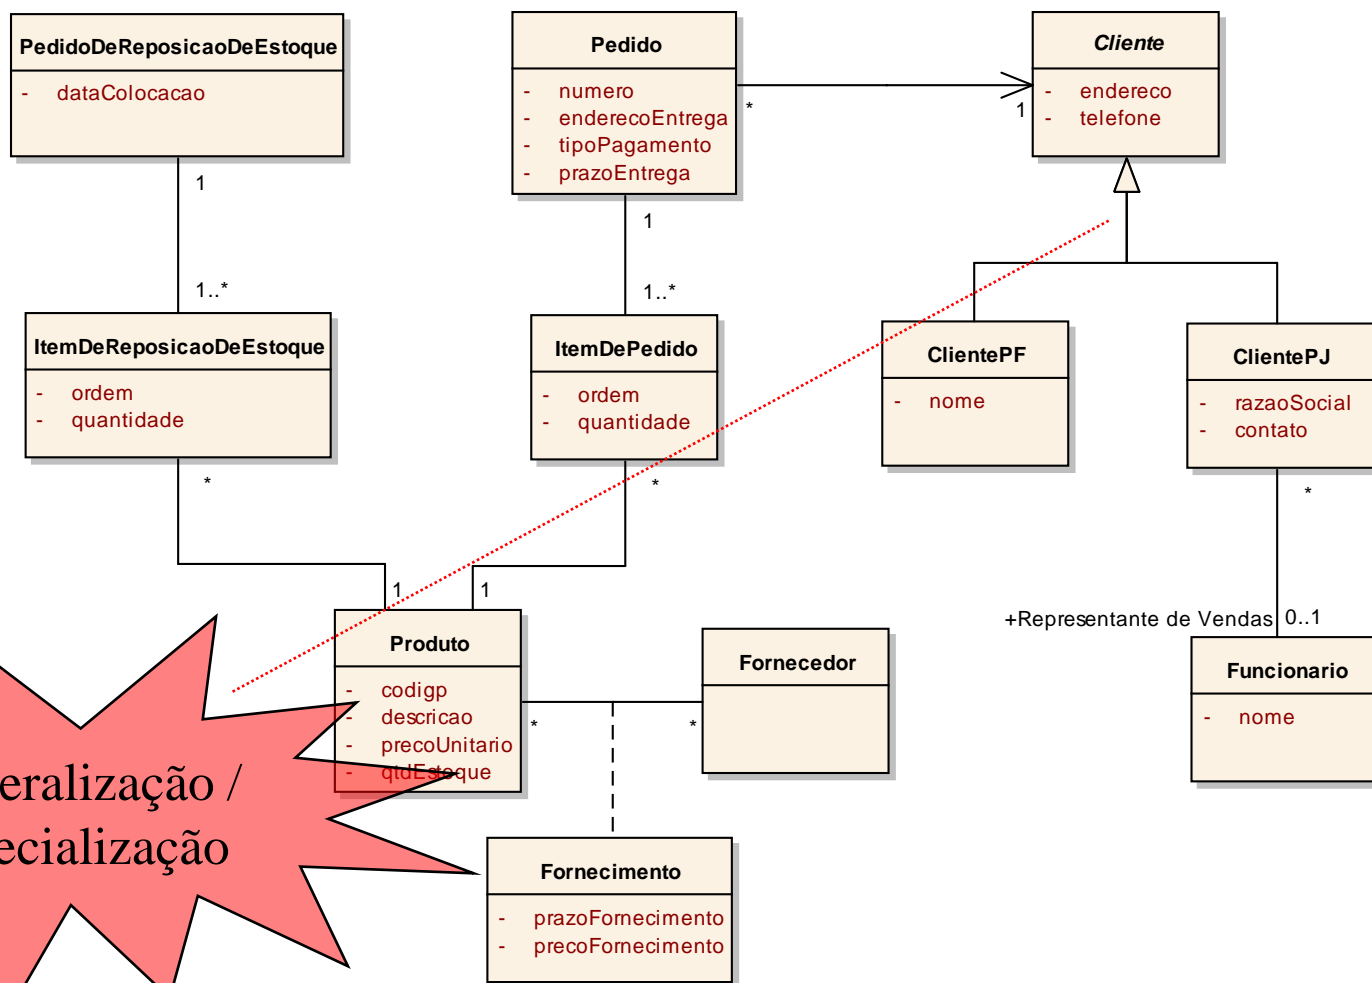 PedidoDeReposicaoDeEstoque
- dataColocacao
Pedido
- numero
- enderecoEntrega
- tipoPagamento
- prazoEntrega
Cliente
- endereco
- telefone
*
1
1
1..*
1
1..*
ItemDeReposicaoDeEstoque
- ordem
- quantidade
ItemDePedido
- ordem
- quantidade
ClientePF
- nome
ClientePJ
- razaoSocial
- contato
*
*
*
1
1
+Representante de Vendas 0..1
Produto
- codigp
- descricao
- precoUnitario
- qtdEstoque
*
*
Fornecedor
Funcionario
- nome
eralização /
ecialização
Fornecimento
- prazoFornecimento
- precoFornecimento